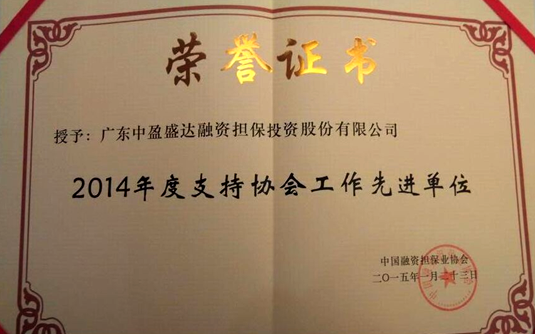 荣誉证书
授予：广东中盈盛达融资担保投资股份有限公司
2014年度支持协会工作先进单位
中国融资担保业协会
二〇一五年一月二十三日